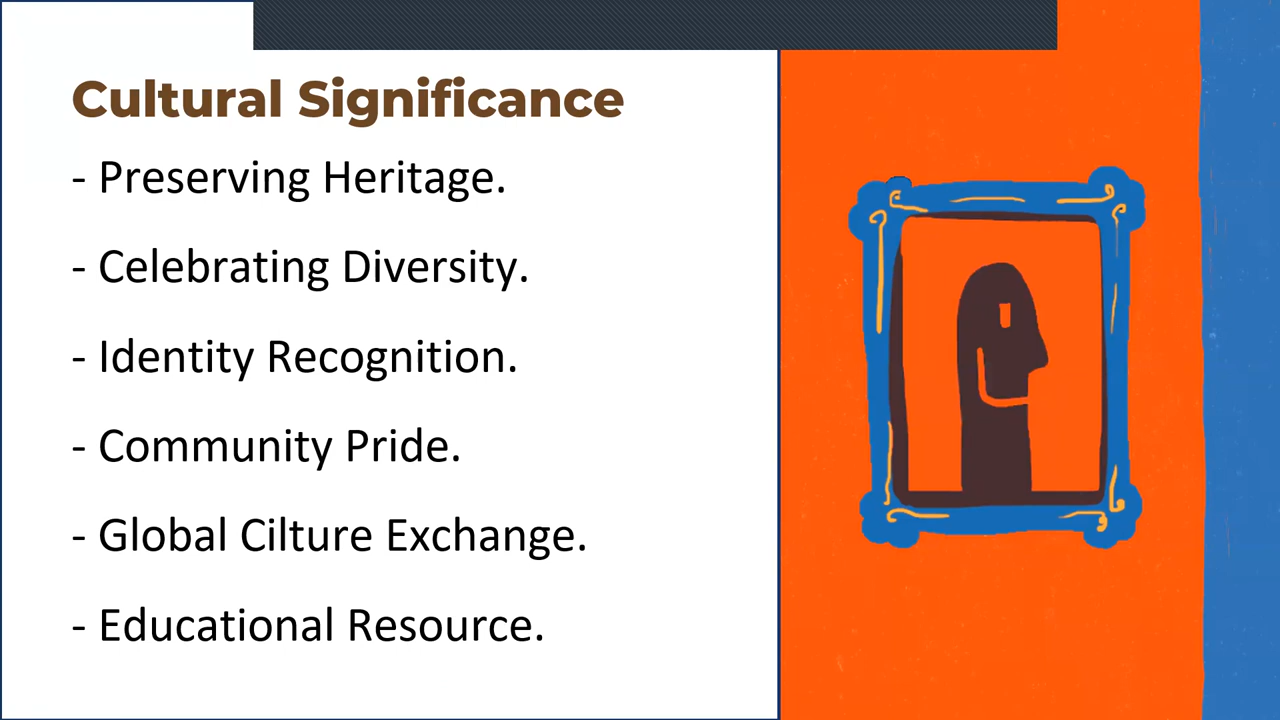 Cultural Significance
- Preserving Heritage.
- Celebrating Diversity.
- Identity Recognition.
- Community Pride.
- Global Cilture Exchange.
- Educational Resource.